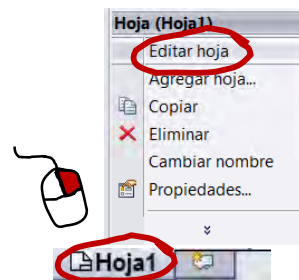 Hoja (Hoja1)
Editar hoja
Agregar hoja...
Copiar
Eliminar
Cambiar nombre
Propiedades...
Hoja1